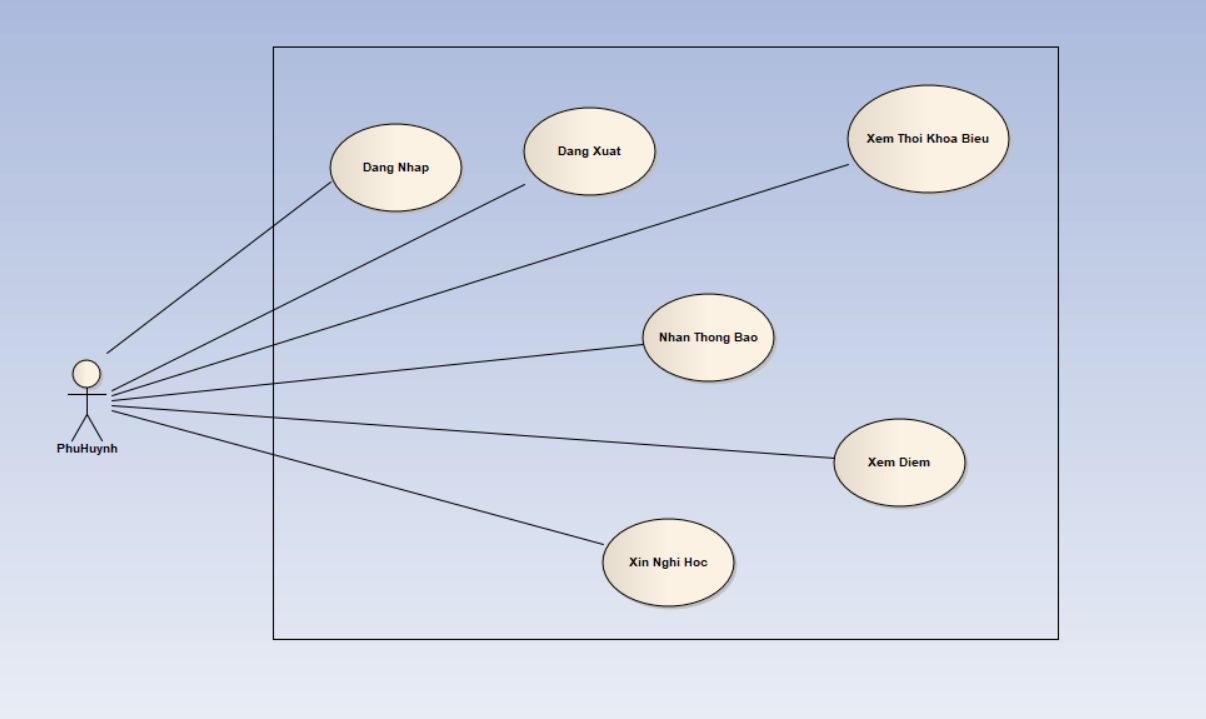 Dang Nhap
Dang Xuat
Xem Thoi Khoa Bieu
Nhan Thong Bao
PhuHuynh
Xem Diem
Xin Nghi Hoc